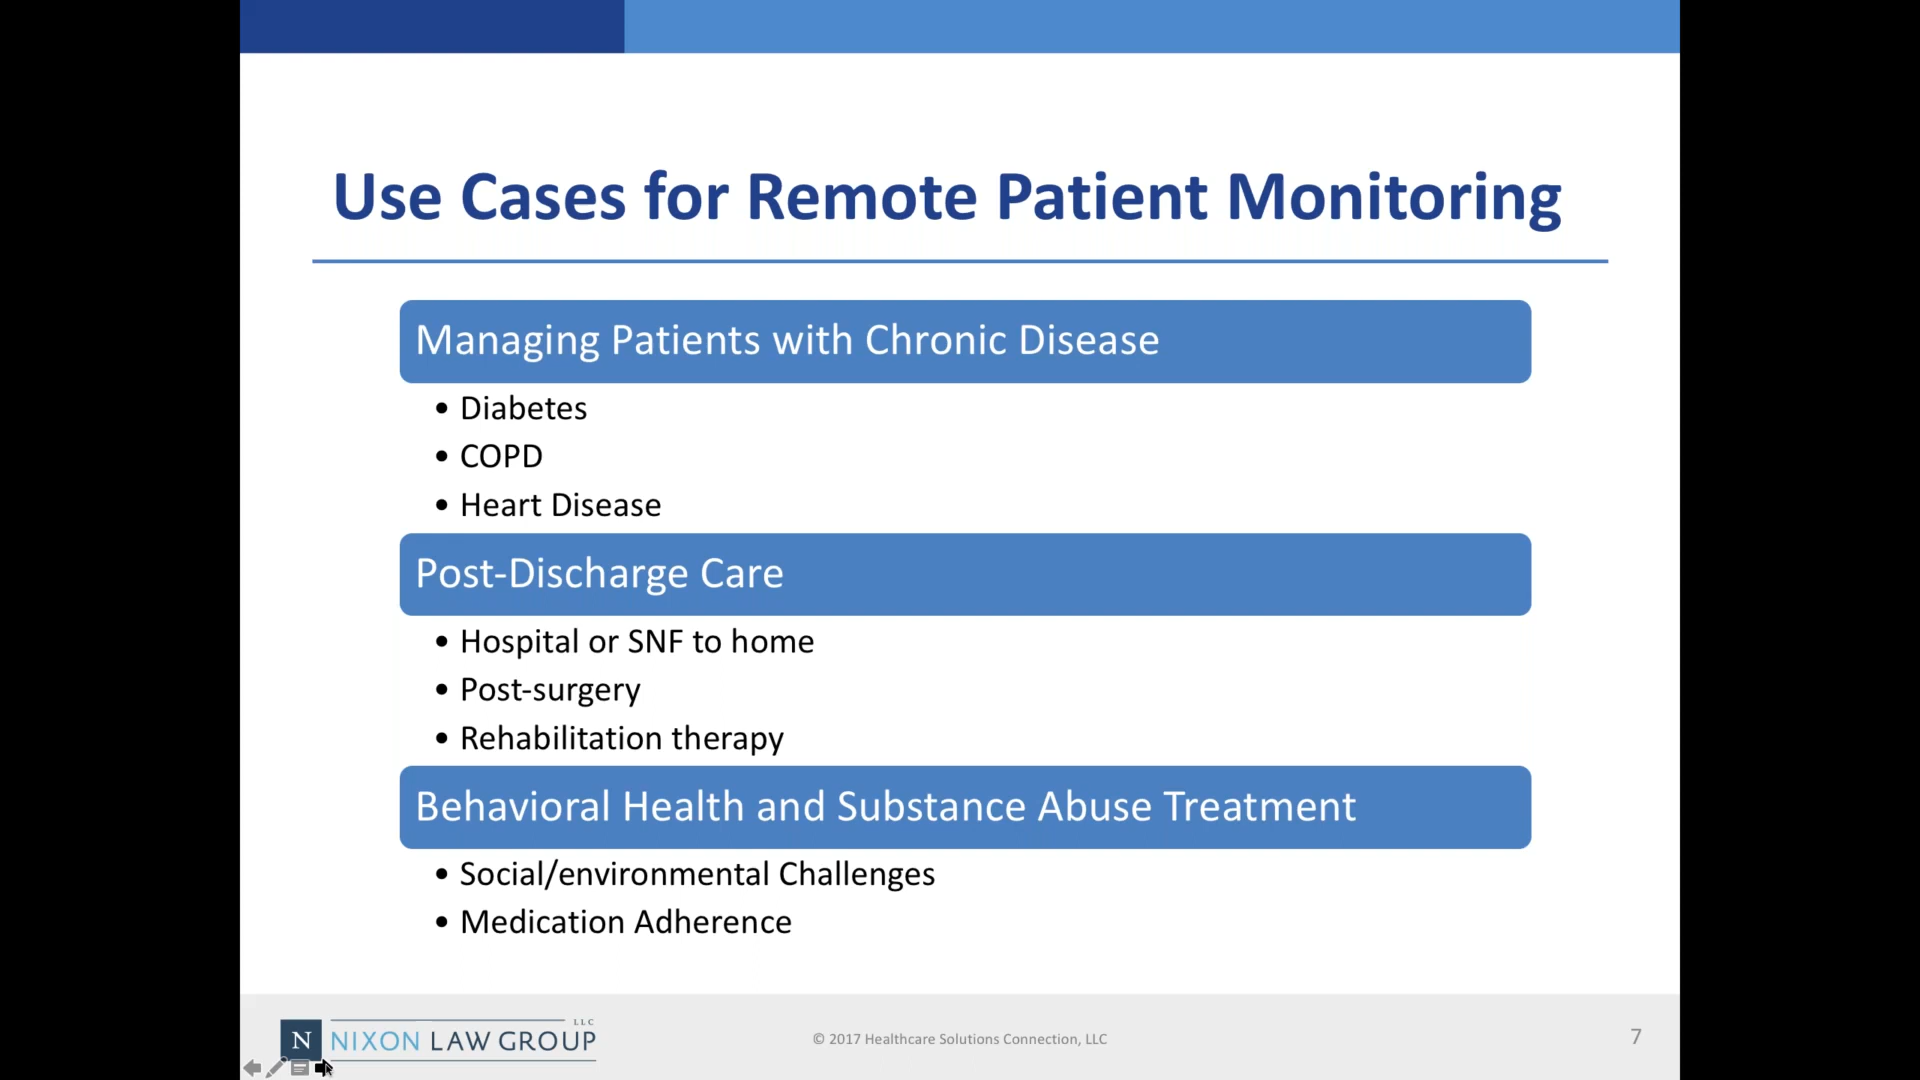 Use Cases for Remote Patient Monitoring
Managing Patients with Chronic Disease
• Diabetes
• COPD
• Heart Disease
Post-Discharge Care
• Hospital or SNF to home
• Post-surgery
• Rehabilitation therapy
Behavioral Health and Substance Abuse Treatment
• Social/environmental Challenges
• Medication Adherence
LLC
N NIXON LAW GROUP
© 2017 Healthcare Solutions Connection, LLC
7